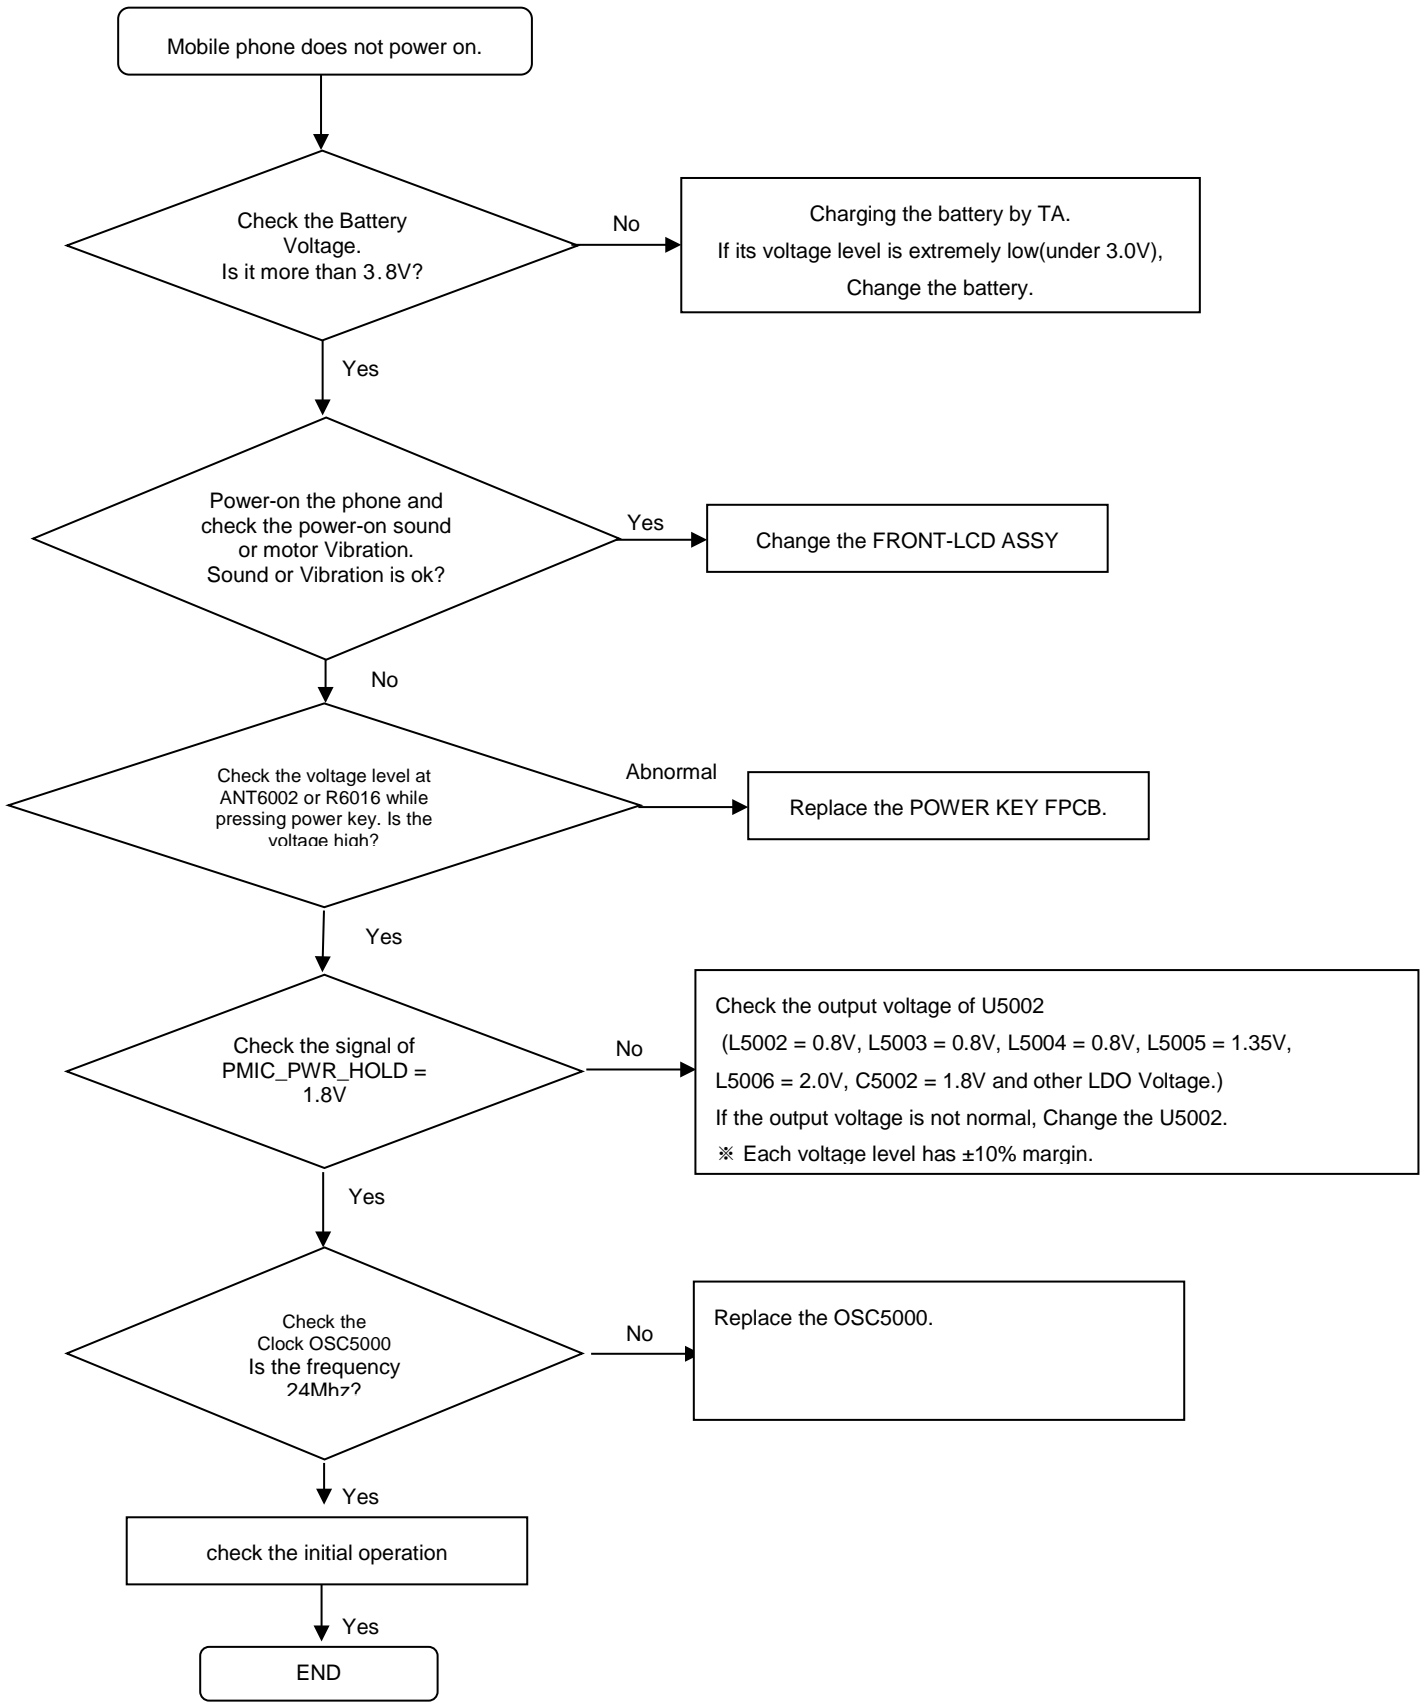 Mobile phone does not power on.
Check the Battery
Voltage.
Is it more than 3.8V?
No
Charging the battery by TA.
If its voltage level is extremely low(under 3.0V),
Change the battery.
Yes
Power-on the phone and
check the power-on sound
or motor Vibration.
Sound or Vibration is ok?
Yes
Change the FRONT-LCD ASSY
No
Check the voltage level at
ANT6002 or R6016 while
pressing power key. Is the
voltage high?
Abnormal
Replace the POWER KEY FPCB.
Yes
Check the signal of
PMIC_PWR_HOLD =
1.8V
No
Check the output voltage of U5002
(L5002 = 0.8V, L5003 = 0.8V, L5004 = 0.8V, L5005 = 1.35V,
L5006 = 2.0V, C5002 = 1.8V and other LDO Voltage.)
If the output voltage is not normal, Change the U5002.
※ Each voltage level has ±10% margin.
Yes
Check the
Clock OSC5000
Is the frequency
24Mhz?
No
Replace the OSC5000.
Yes
check the initial operation
Yes
END